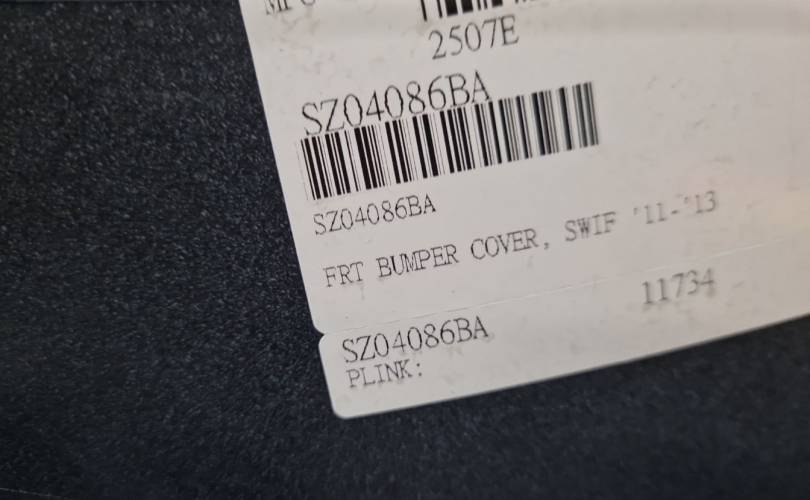 2507E
SZ04086BA
SZ04086BA
FRT BUMPER COVER, SWIF '11-'13
11734
SZ04086BA
PLINK: